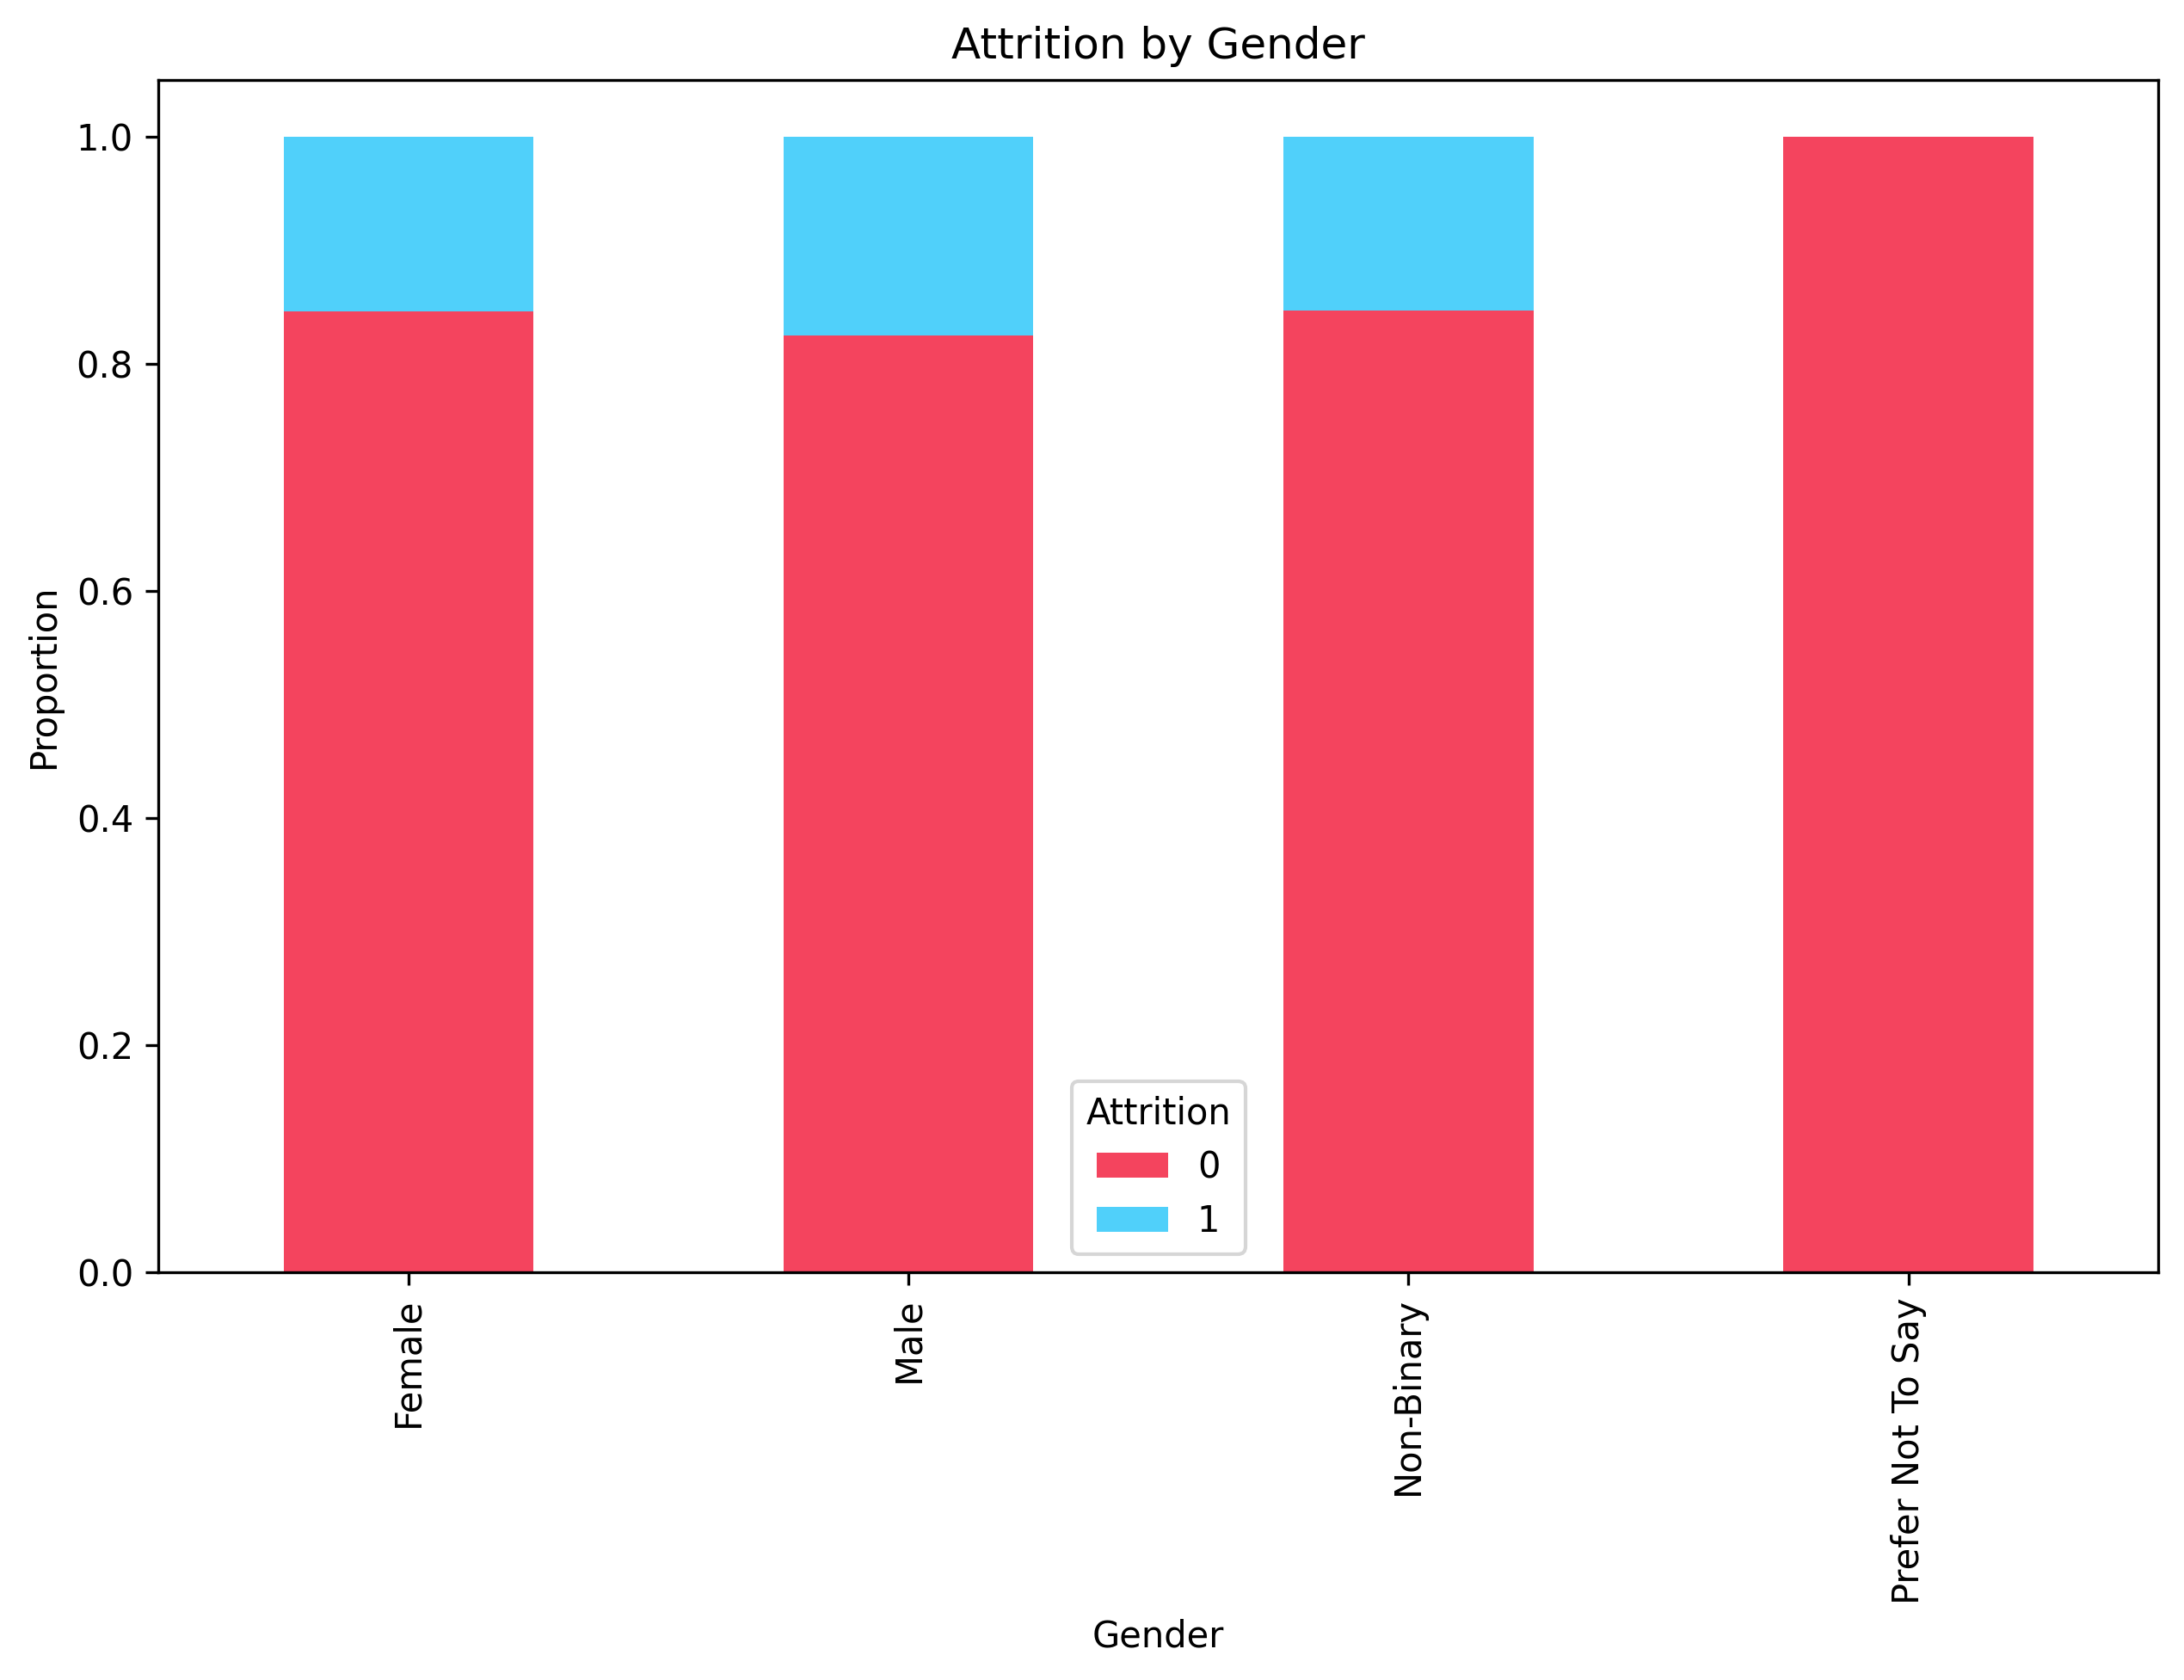 Attrition by Gender
Proportion
1.0
0.8
0.6
0.4
0.2
0.0
Attrition
0
1
Female
Male
Non-Binary
Prefer Not To Say
Gender